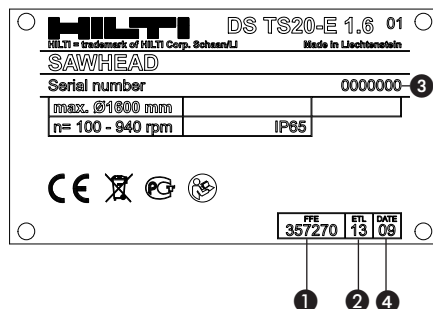 HILTI DS TS20-E 1.6 01
HILTI = trademark of HILTI Corp. Schaan/LI Made in Liechtenstein
SAWHEAD
Serial number 0000000 3
max. Ø1600 mm
n= 100 - 940 rpm IP65
CE PG
FFE ETL DATE
357270 13 09
1 2 4